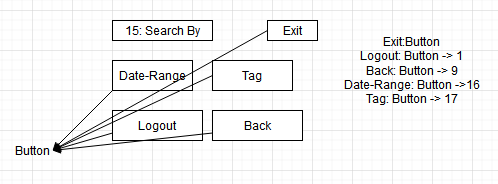 15: Search By
Exit
Date-Range
Tag
Logout
Back
Button
Exit:Button
Logout: Button -> 1
Back: Button -> 9
Date-Range: Button ->16
Tag: Button -> 17